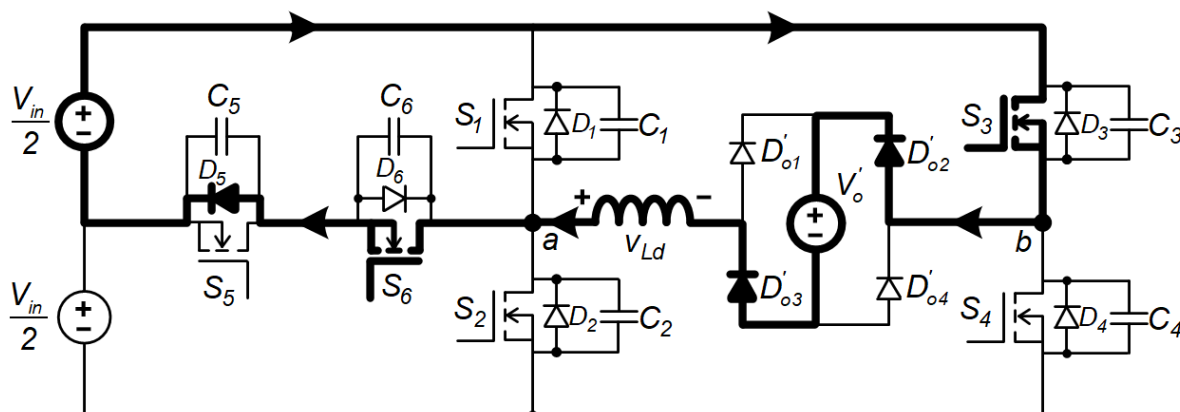 V_in/2
C_5
D_5
S_5
C_6
D_6
S_6
S_1
D_1
C_1
a
v_Ld
+
-
D'_o1
D'_o2
V'_o
+
-
D'_o3
D'_o4
b
S_3
D_3
C_3
+
-
V_in/2
+
-
S_2
D_2
C_2
S_4
D_4
C_4